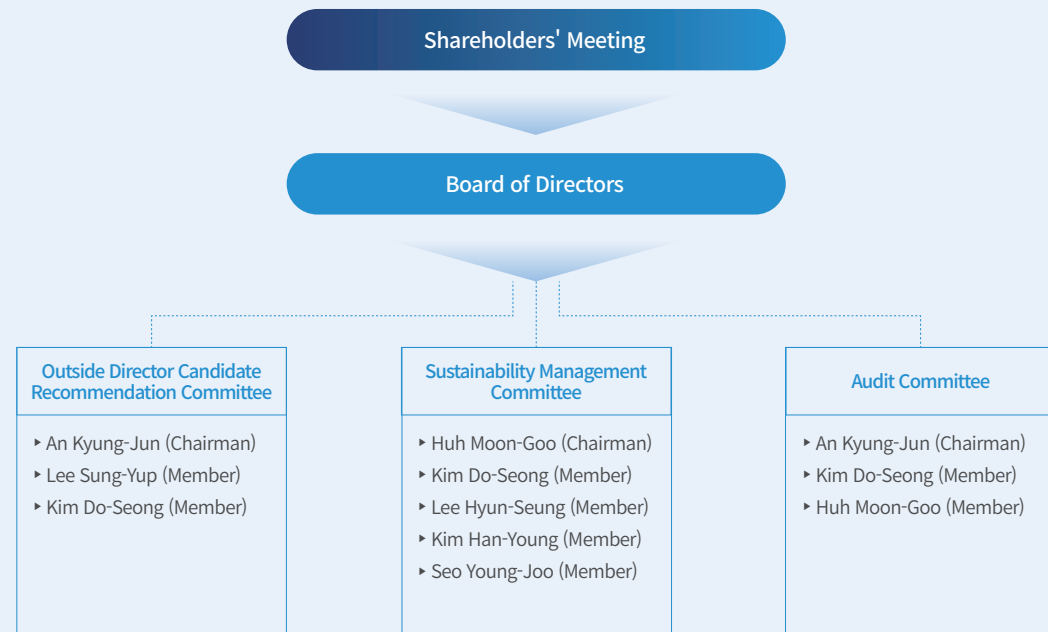 Shareholders' Meeting
Board of Directors
Outside Director Candidate
Recommendation Committee
‣ An Kyung-Jun (Chairman)
‣ Lee Sung-Yup (Member)
‣ Kim Do-Seong (Member)
Sustainability Management
Committee
‣ Huh Moon-Goo (Chairman)
‣ Kim Do-Seong (Member)
‣ Lee Hyun-Seung (Member)
‣ Kim Han-Young (Member)
‣ Seo Young-Joo (Member)
Audit Committee
‣ An Kyung-Jun (Chairman)
‣ Kim Do-Seong (Member)
‣ Huh Moon-Goo (Member)